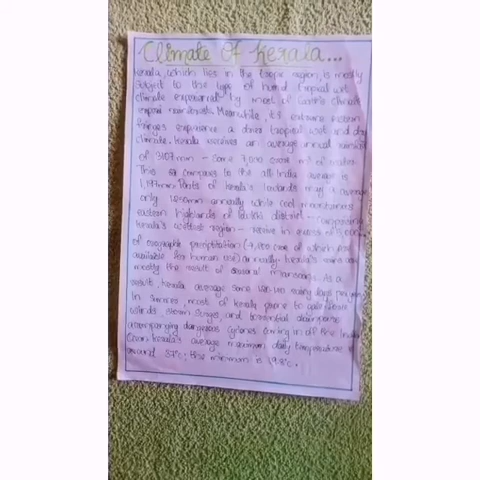 Climate Of Kerala...
Kerala, which lies in the tropic region, is mostly
subject to the type of humid tropical wet
climate experienced by most of Earth's
Meanwhile, its extreme eastern
fringes experience a drier tropical wet and dry
climate. Kerala receives an average annual
of 3107 mm - Some 7,030 crore m³ of water.
This compares to the all-India average is
1,197 mm. Parts of Kerala's lowlands may average
only 1250 mm annually while cool mountainous
eastern highlands of Idukki district - comprising
Kerala's wettest region - receive in excess of 5,000
of orographic precipitation (4,200 crore of which are
available for human use) annually. Kerala's rains are
mostly the result of seasonal monsoons. As a
result, Kerala average some 120-140 rainy days per year
In summers, most of Kerala prone to gale force
winds, storm surges and torrential downpours
accompanying dangerous cyclones coming in off the Indian
Ocean. Kerala's average maximum daily temperature
around 37°C; the minimum is 19.8°C.